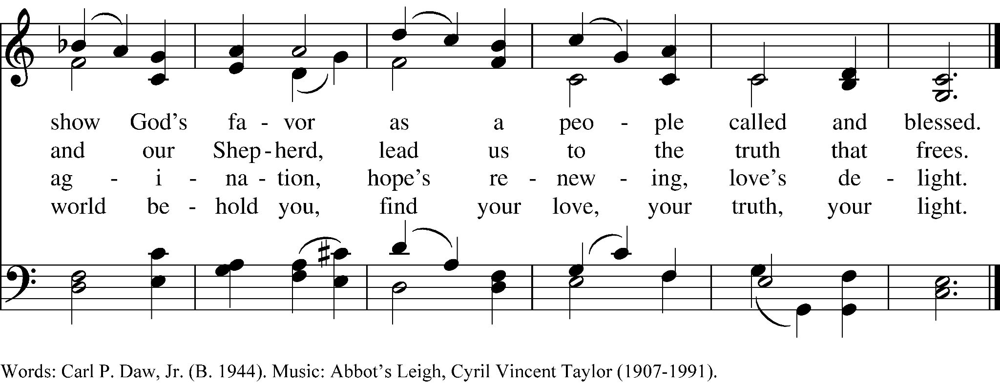 show God's fa - vor as a peo - ple called and blessed.
and our Shep - herd, lead us to the truth that frees.
ag - i - na - tion, hope's re - new - ing, love's de - light.
world be - hold you, find your love, your truth, your light.
Words: Carl P. Daw, Jr. (B. 1944). Music: Abbot's Leigh, Cyril Vincent Taylor (1907-1991).